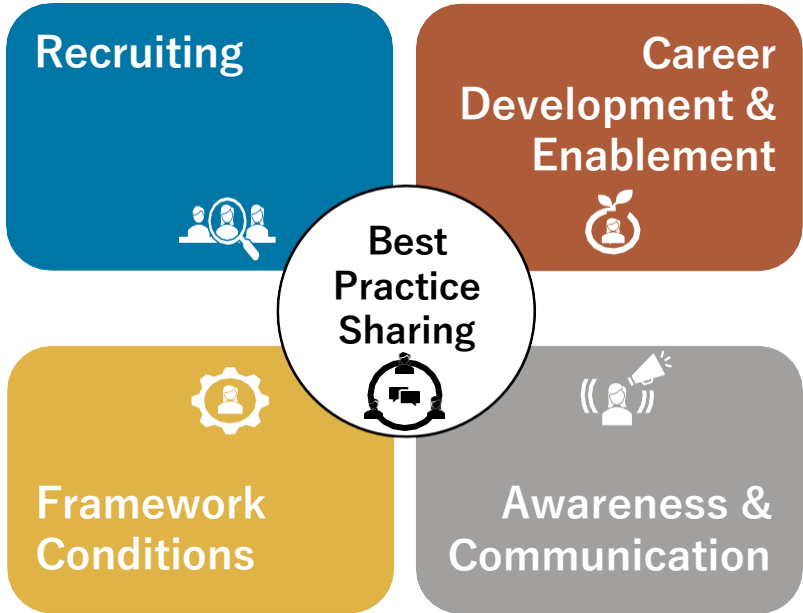 Recruiting
Career
Development &
Enablement
Best
Practice
Sharing
Framework
Conditions
Awareness &
Communication